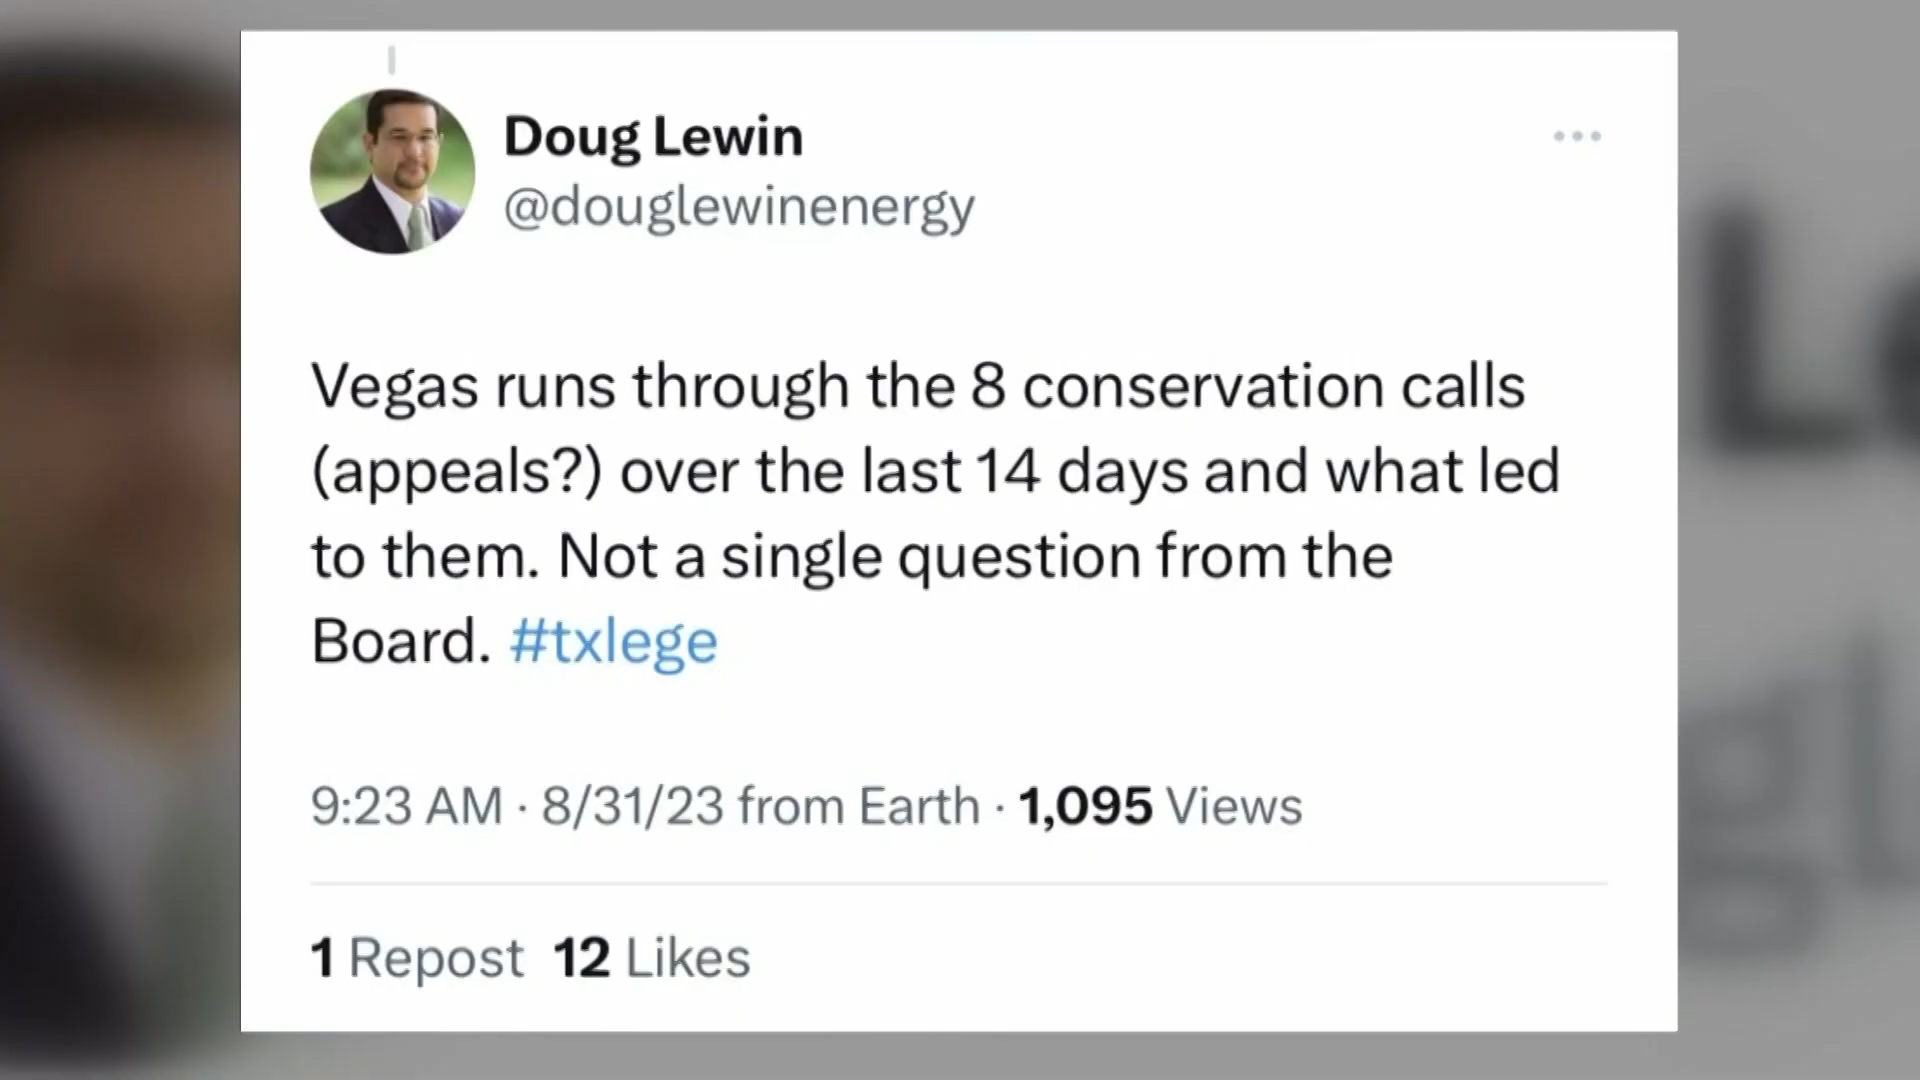 Doug Lewin
@douglewinenergy
Vegas runs through the 8 conservation calls
(appeals?) over the last 14 days and what led
to them. Not a single question from the
Board. #txlege
9:23 AM · 8/31/23 from Earth · 1,095 Views
1 Repost 12 Likes